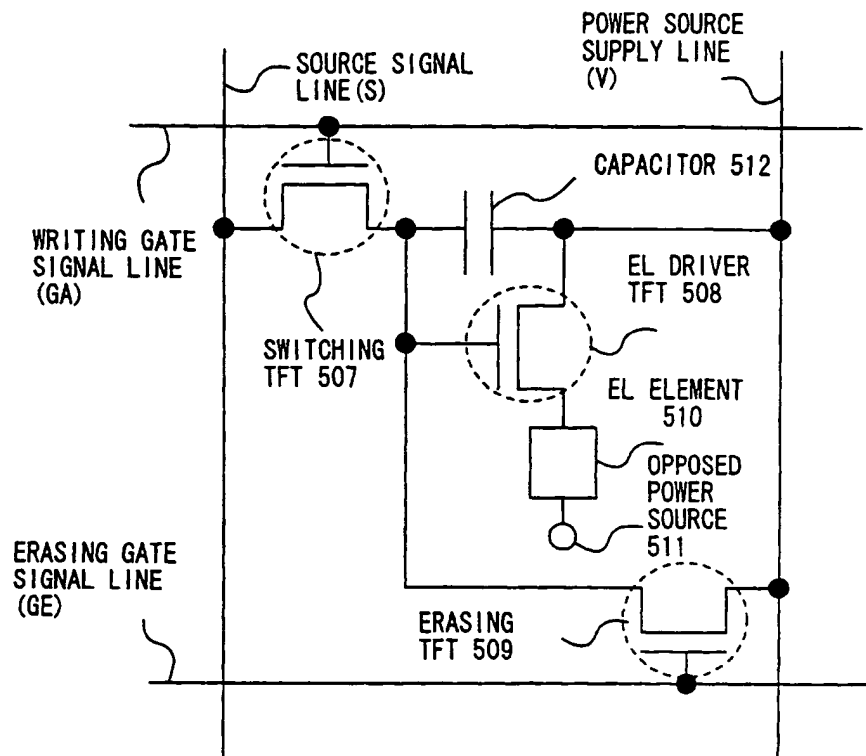 POWER SOURCE
SUPPLY LINE
(V)
SOURCE SIGNAL
LINE(S)
CAPACITOR 512
WRITING GATE
SIGNAL LINE
(GA)
EL DRIVER
TFT 508
SWITCHING
TFT 507
EL ELEMENT
510
OPPOSED
POWER
SOURCE
511
ERASING GATE
SIGNAL LINE
(GE)
ERASING
TFT 509